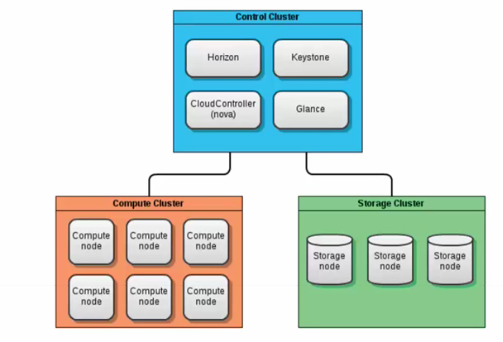 Control Cluster
Horizon
Keystone
CloudController
(nova)
Glance
Compute Cluster
Compute
node
Compute
node
Compute
node
Compute
node
Compute
node
Compute
node
Storage Cluster
Storage
node
Storage
node
Storage
node